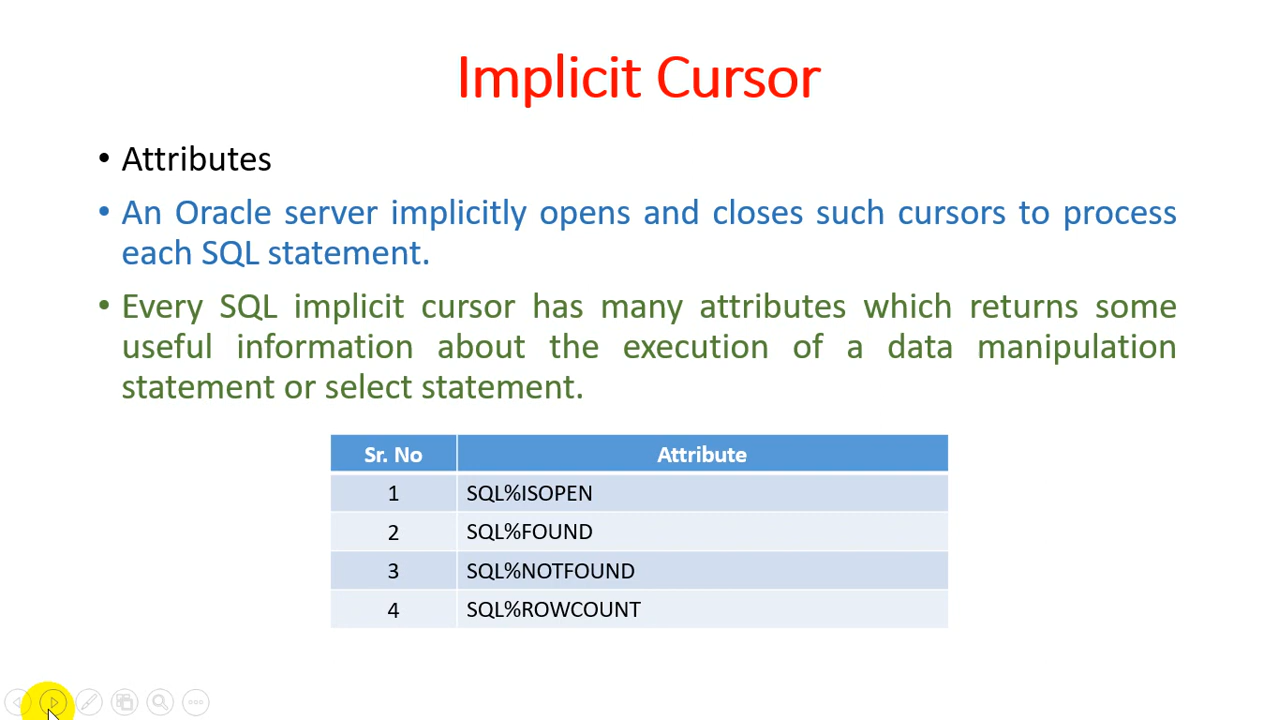 Implicit Cursor
• Attributes
• An Oracle server implicitly opens and closes such cursors to process
each SQL statement.
• Every SQL implicit cursor has many attributes which returns some
useful information about the execution of a data manipulation
statement or select statement.
Sr. No Attribute
1 SQL%ISOPEN
2 SQL%FOUND
3 SQL%NOTFOUND
4 SQL%ROWCOUNT